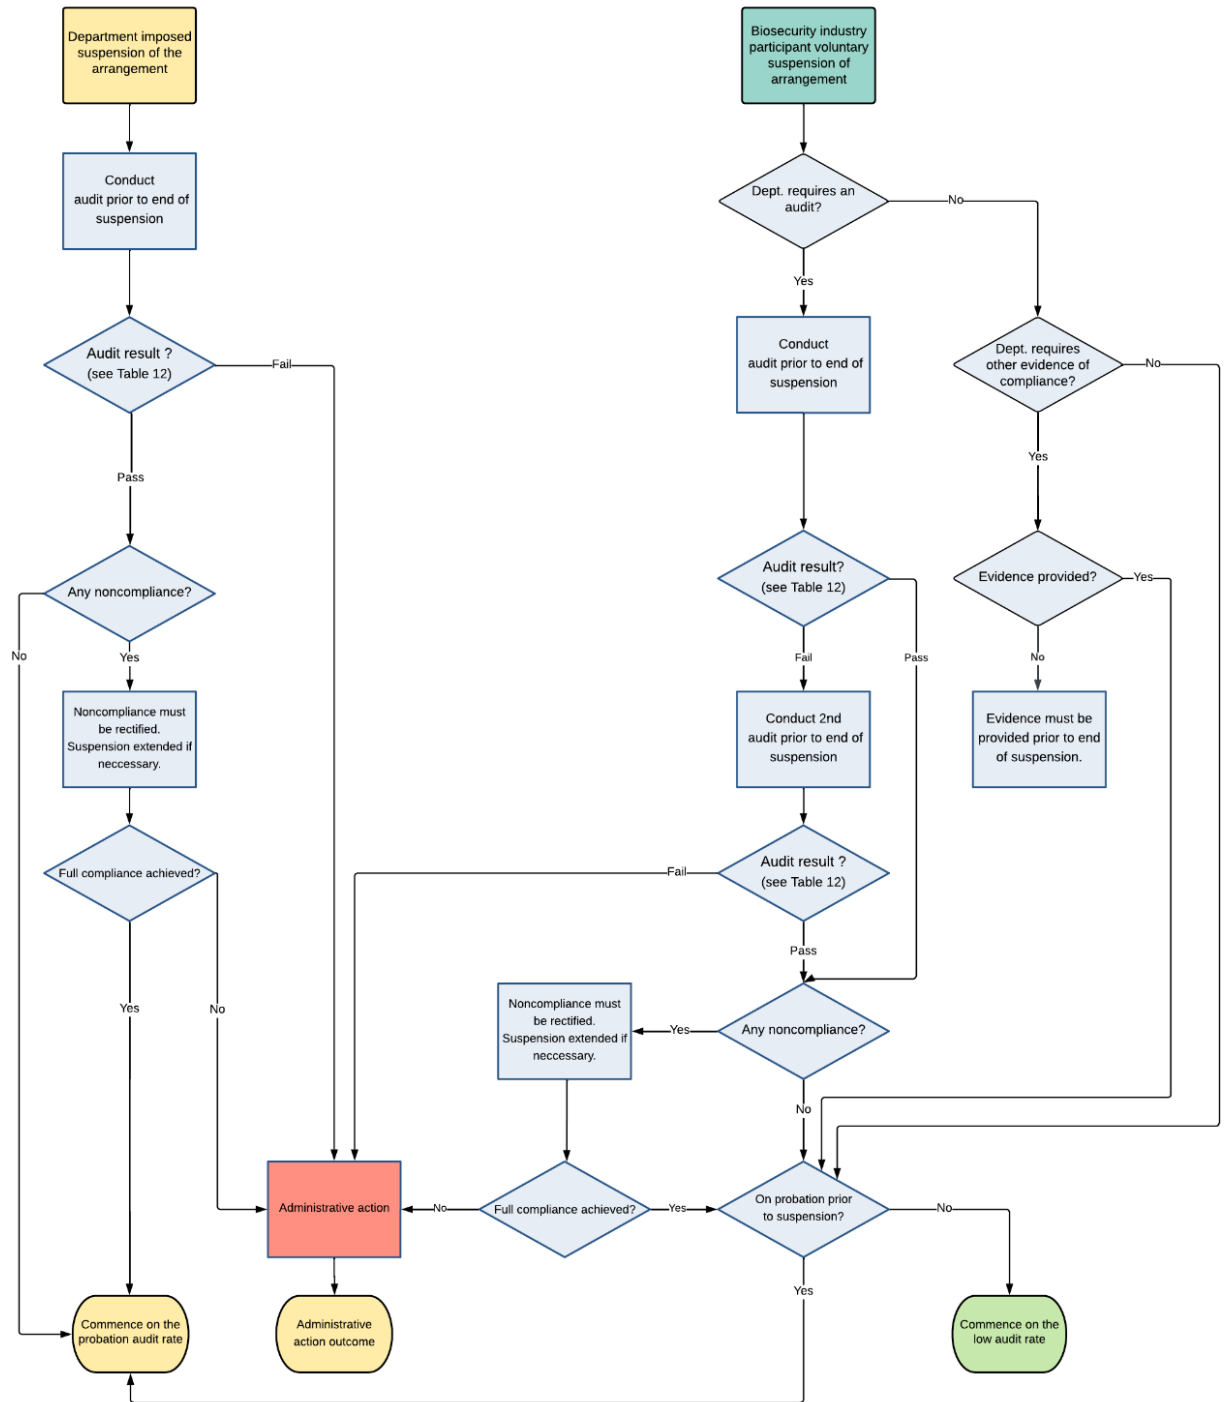 Department imposed
suspension of the
arrangement
Biosecurity industry
participant voluntary
suspension of
arrangement
Conduct
audit prior to end of
suspension
Dept. requires an
audit?
No
Yes
Audit result ?
(see Table 12)
Fail
Conduct
audit prior to end of
suspension
Dept. requires
other evidence of
compliance?
No
Pass
Yes
Any noncompliance?
Audit result?
(see Table 12)
Evidence provided?
Yes
No
Yes
Fail
Pass
No
Noncompliance must
be rectified.
Suspension extended if
neccessary.
Conduct 2nd
audit prior to end of
suspension
Evidence must be
provided prior to end
of suspension.
Full compliance achieved?
Fail
Audit result ?
(see Table 12)
Pass
Yes
No
Noncompliance must
be rectified.
Suspension extended if
neccessary.
Yes
Any noncompliance?
No
Administrative action
No
Full compliance achieved?
Yes
On probation prior
to suspension?
No
Yes
Commence on the
probation audit rate
Administrative
action outcome
Commence on the
low audit rate